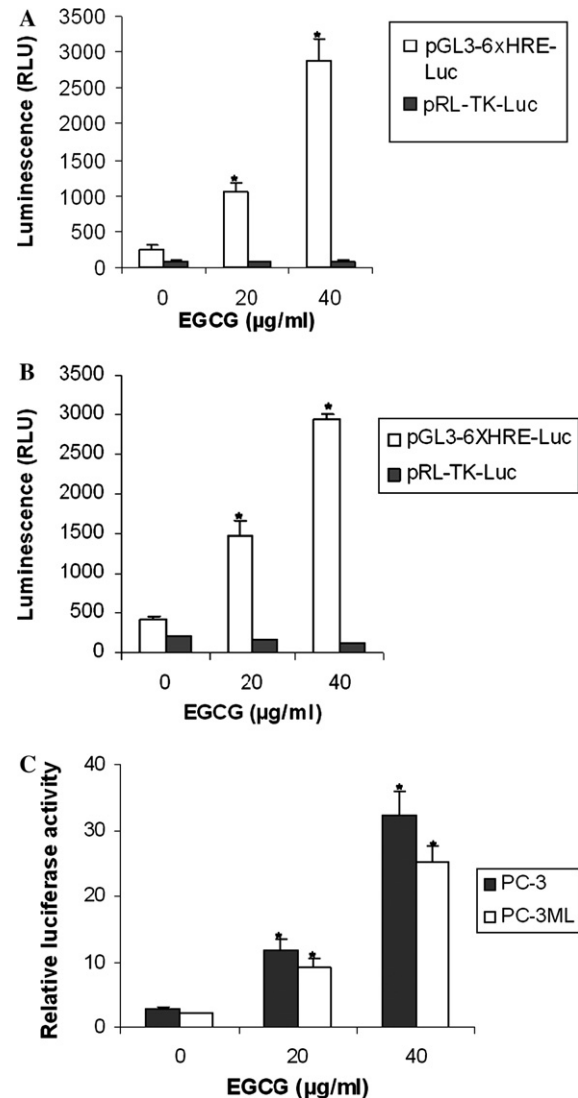 A
Luminescence (RLU)
3500
3000
2500
2000
1500
1000
500
0
*
*
0
20
40
EGCG (µg/ml)
pGL3-6xHRE-
Luc
pRL-TK-Luc
B
Luminescence (RLU)
3500
3000
2500
2000
1500
1000
500
0
*
*
0
20
40
EGCG (µg/ml)
pGL3-6XHRE-Luc
pRL-TK-Luc
C
Relative luciferase activity
40
30
20
10
0
*
*
*
*
0
20
40
EGCG (µg/ml)
PC-3
PC-3ML